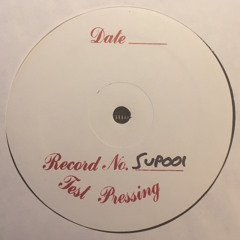 Date
Record No. SUP001
Test Pressing